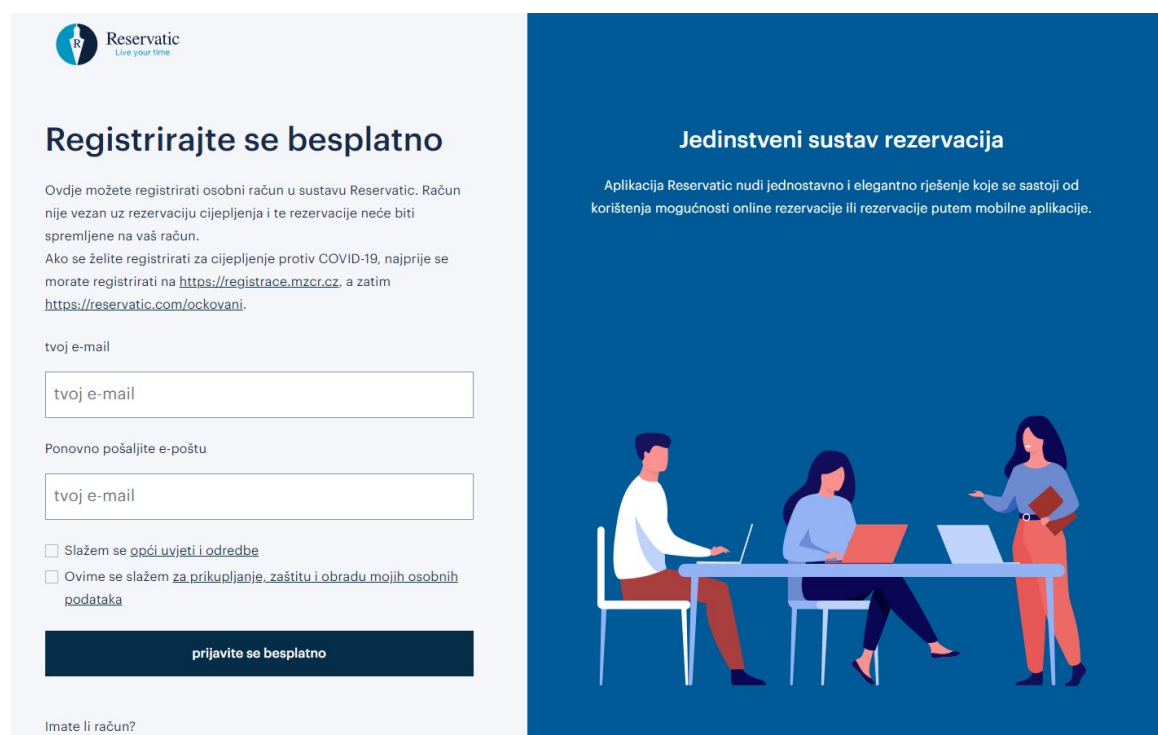 R
Reservatic
Live your time
Registrirajte se besplatno
Ovdje možete registrirati osobni račun u sustavu Reservatic. Račun
nije vezan uz rezervaciju cijepljenja i te rezervacije neće biti
spremljene na vaš račun.
Ako se želite registrirati za cijepljenje protiv COVID-19, najprije se
morate registrirati na https://registrace.mzcr.cz, a zatim
https://reservatic.com/ockovani.
tvoj e-mail
tvoj e-mail
Ponovno pošaljite e-poštu
tvoj e-mail
Slažem se opći uvjeti i odredbe
Ovime se slažem za prikupljanje, zaštitu i obradu mojih osobnih
podataka
prijavite se besplatno
Imate li račun?
Jedinstveni sustav rezervacija
Aplikacija Reservatic nudi jednostavno i elegantno rješenje koje se sastoji od
korištenja mogućnosti online rezervacije ili rezervacije putem mobilne aplikacije.